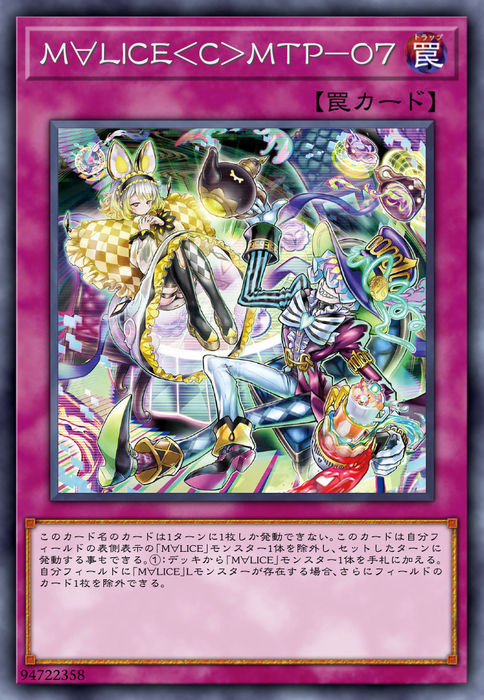 M∀LICE<C>MTP－07
トラップ
罠
【罠カード】
このカード名のカードは1ターンに1枚しか発動できない。このカードは自分フ
ィールドの表側表示の「M∀LICE」モンスター1体を除外し、セットしたターンに
発動する事もできる。①：デッキから「M∀LICE」モンスター1体を手札に加える。
自分フィールドに「M∀LICE」Lモンスターが存在する場合、さらにフィールドの
カード1枚を除外できる。
94722358